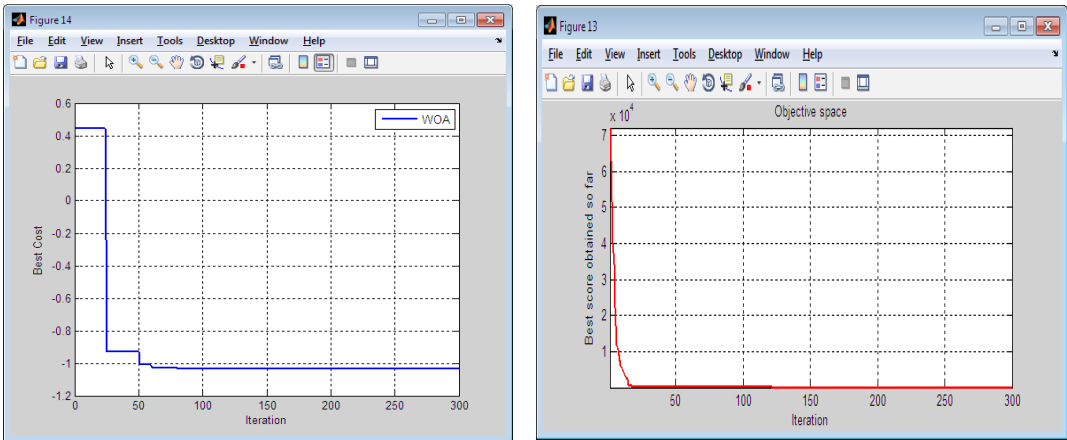 Figure 14
File Edit View Insert Tools Desktop Window Help
0.6
0.4
0.2
0
-0.2
-0.4
-0.6
-0.8
-1
-1.2
Best Cost
WOA
0 50 100 150 200 250 300
Iteration
Figure 13
File Edit View Insert Tools Desktop Window Help
x 10^4
Objective space
7
6
5
4
3
2
1
Best score obtained so far
50 100 150 200 250 300
Iteration